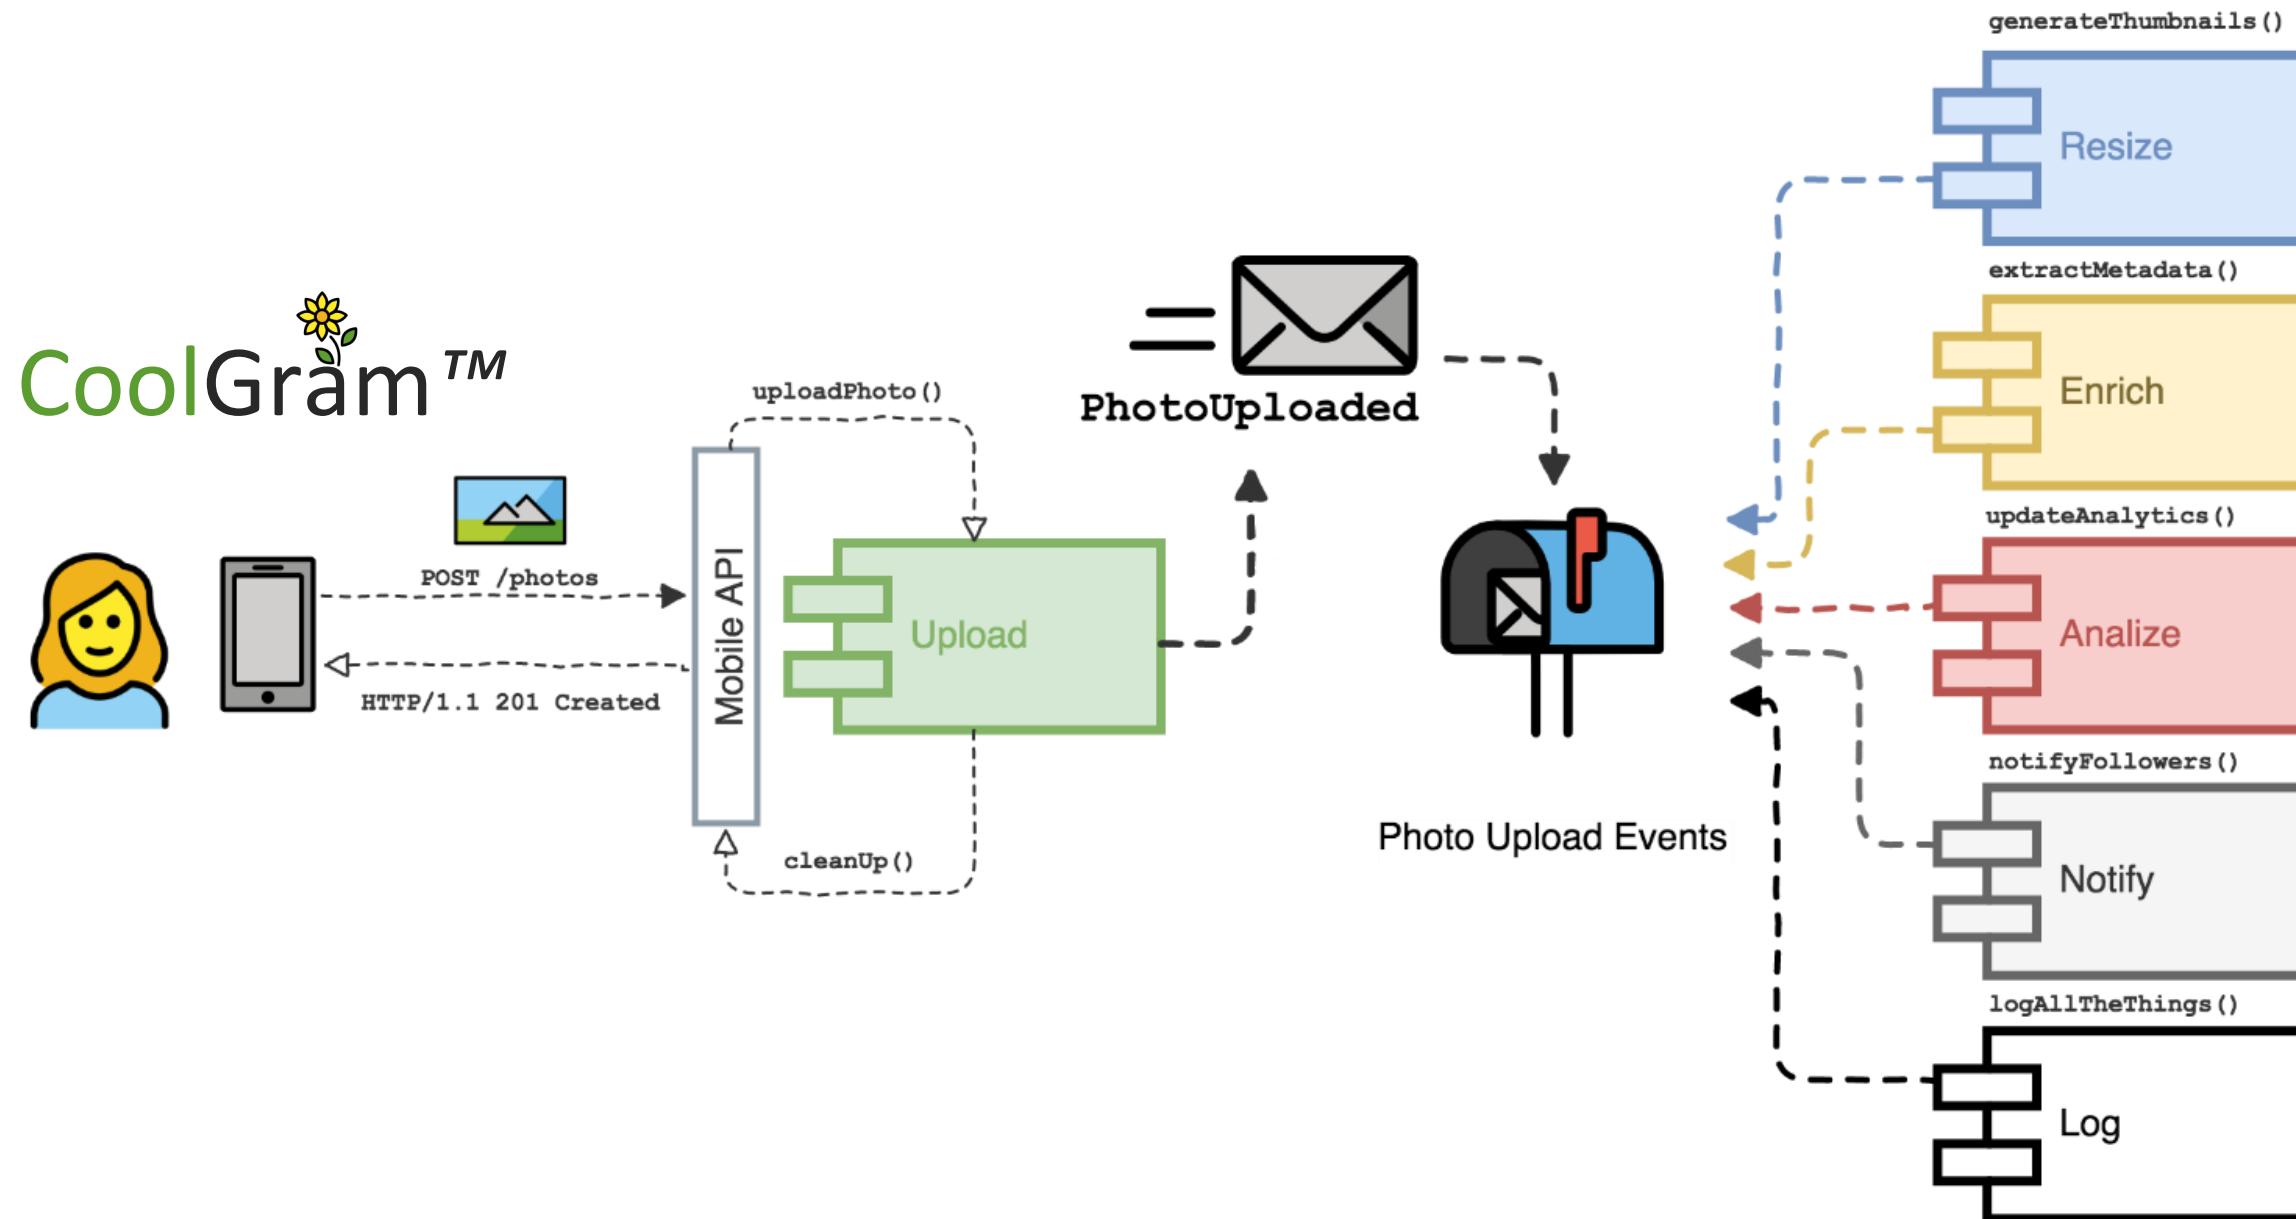 CoolGram™
POST /photos
HTTP/1.1 201 Created
Mobile API
uploadPhoto()
Upload
cleanUp()
PhotoUploaded
Photo Upload Events
generateThumbnails()
Resize
extractMetadata()
Enrich
updateAnalytics()
Analize
notifyFollowers()
Notify
logAllTheThings()
Log